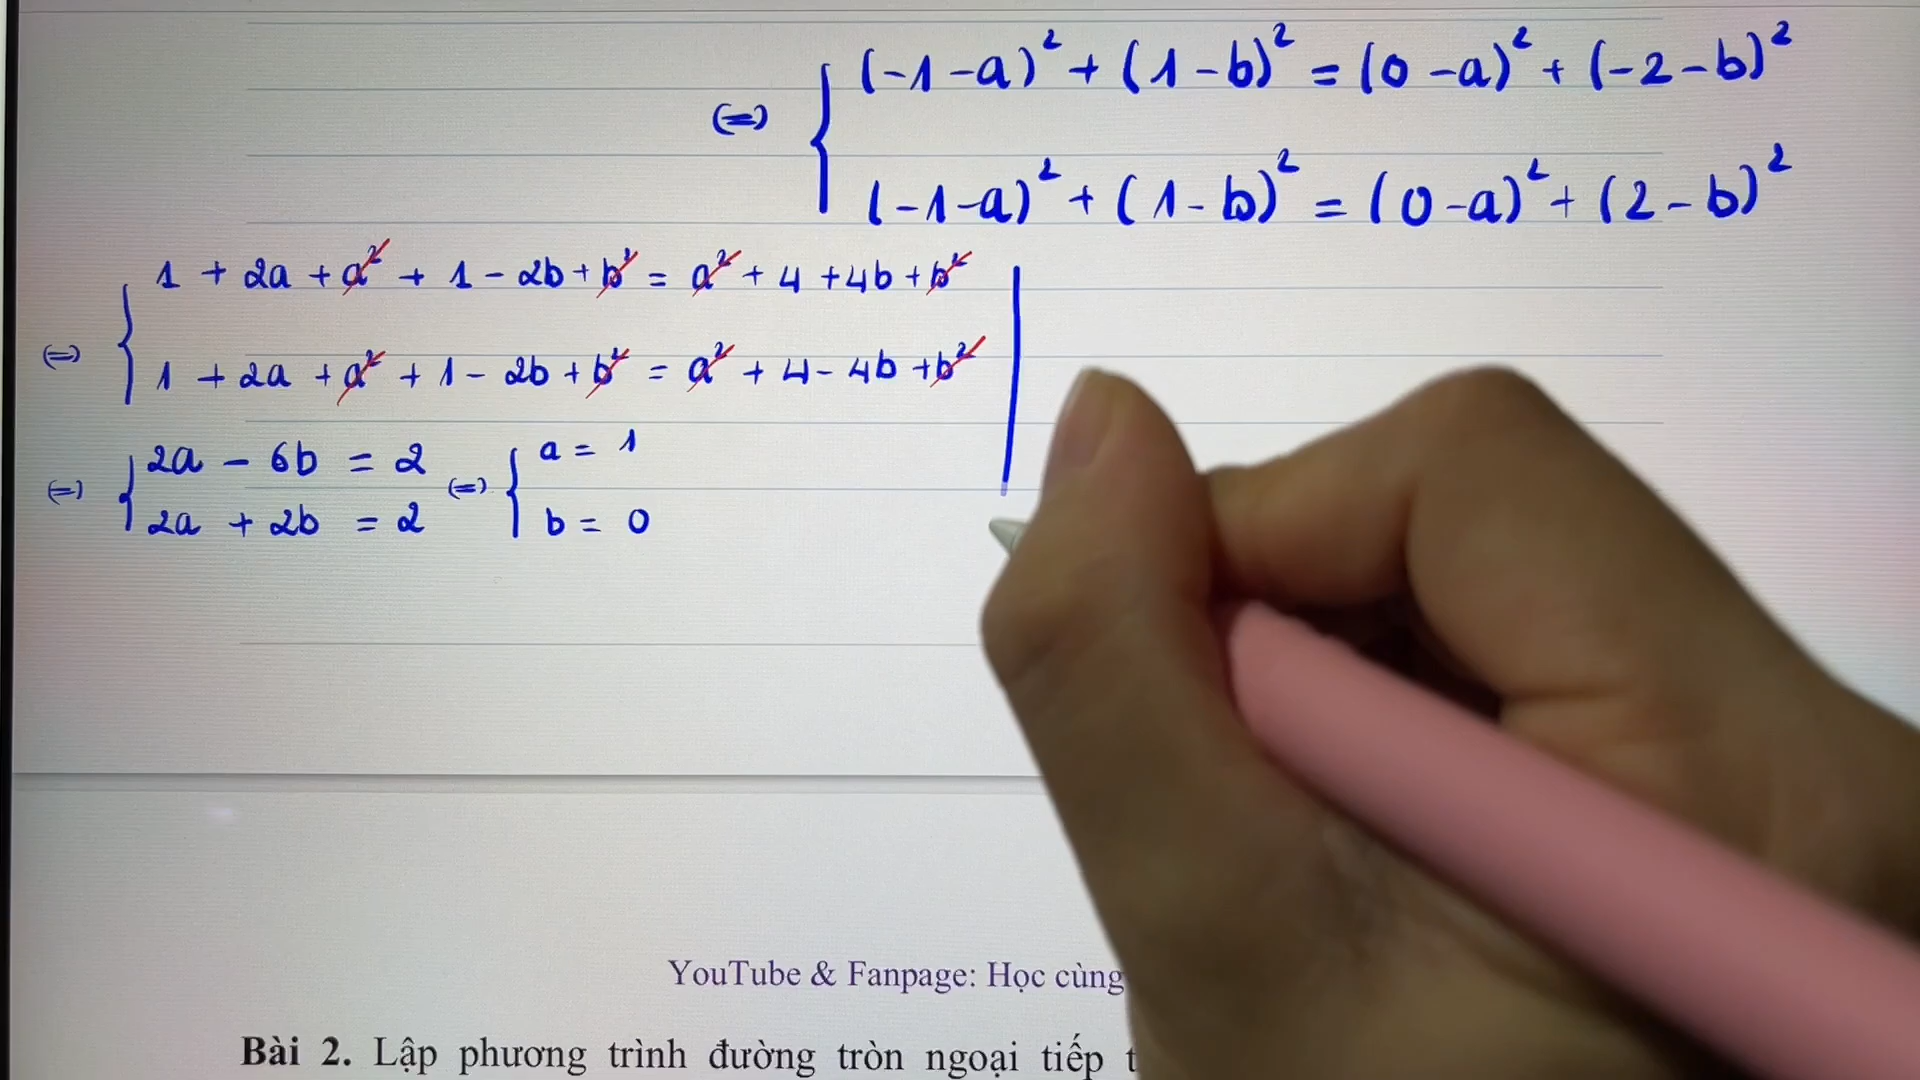 (-1-a)² + (1-b)² = (0-a)² + (-2-b)²
(=)
(-1-a)² + (1-b)² = (0-a)² + (2-b)²
1 + 2a + a² + 1 - 2b + b² = a² + 4 + 4b + b²
(=)
1 + 2a + a² + 1 - 2b + b² = a² + 4 - 4b + b²
2a - 6b = 2 (=) a = 1
(=) 2a + 2b = 2 b = 0
YouTube & Fanpage: Học cùng
Bài 2. Lập phương trình đường tròn ngoại tiếp t